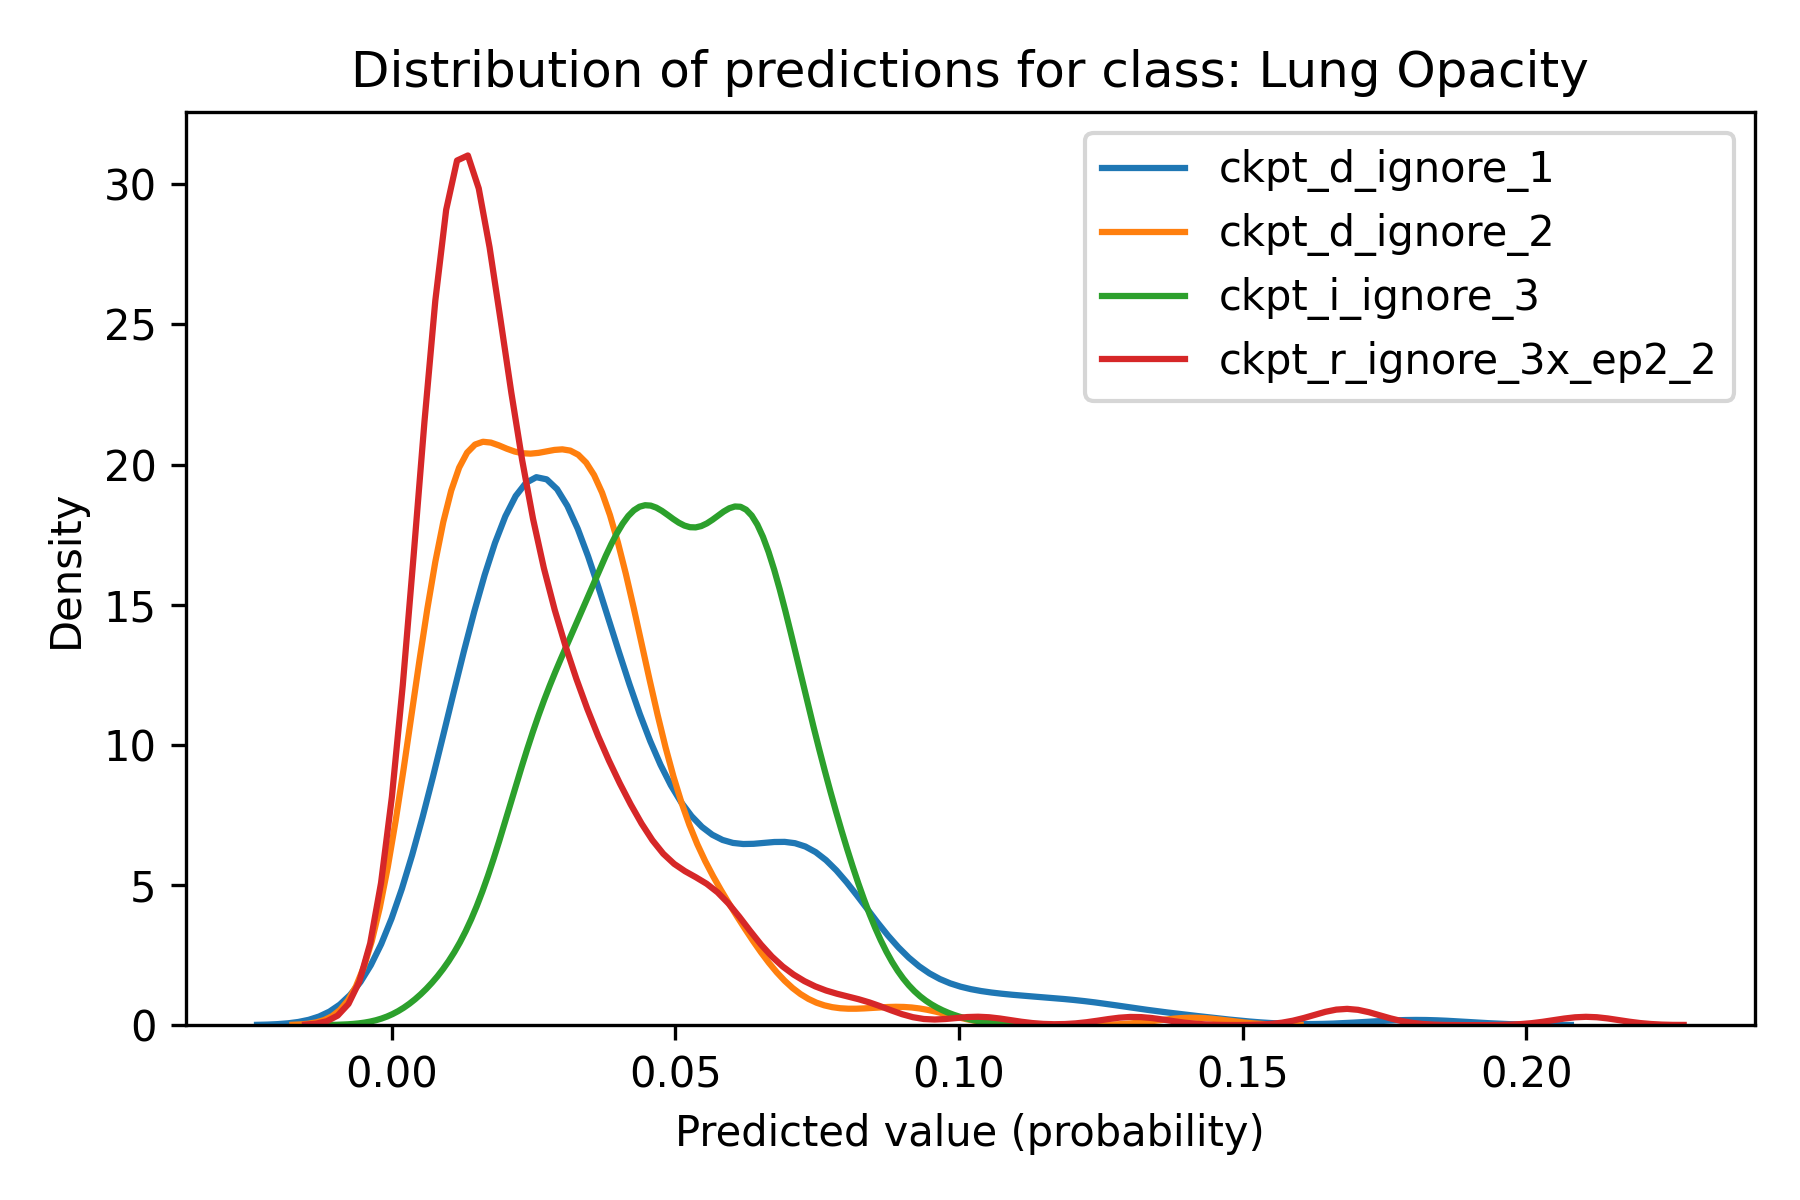 Distribution of predictions for class: Lung Opacity
ckpt_d_ignore_1
ckpt_d_ignore_2
ckpt_i_ignore_3
ckpt_r_ignore_3x_ep2_2
Density
30
25
20
15
10
5
0
0.00 0.05 0.10 0.15 0.20
Predicted value (probability)